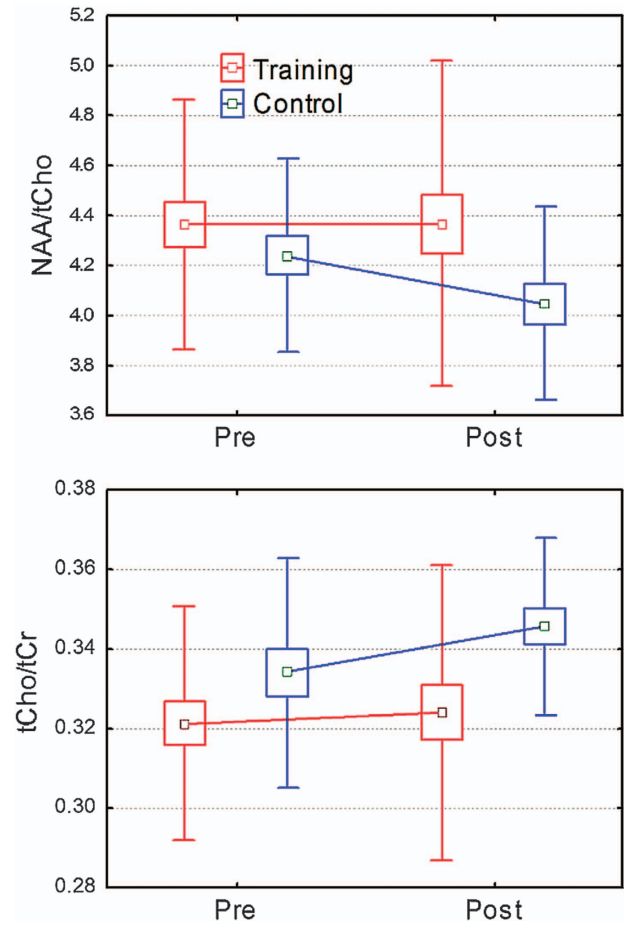 5.2
5.0
4.8
4.6
4.4
4.2
4.0
3.8
3.6
NAA/tCho
Training
Control
Pre Post
0.38
0.36
0.34
0.32
0.30
0.28
tCho/tCr
Pre Post